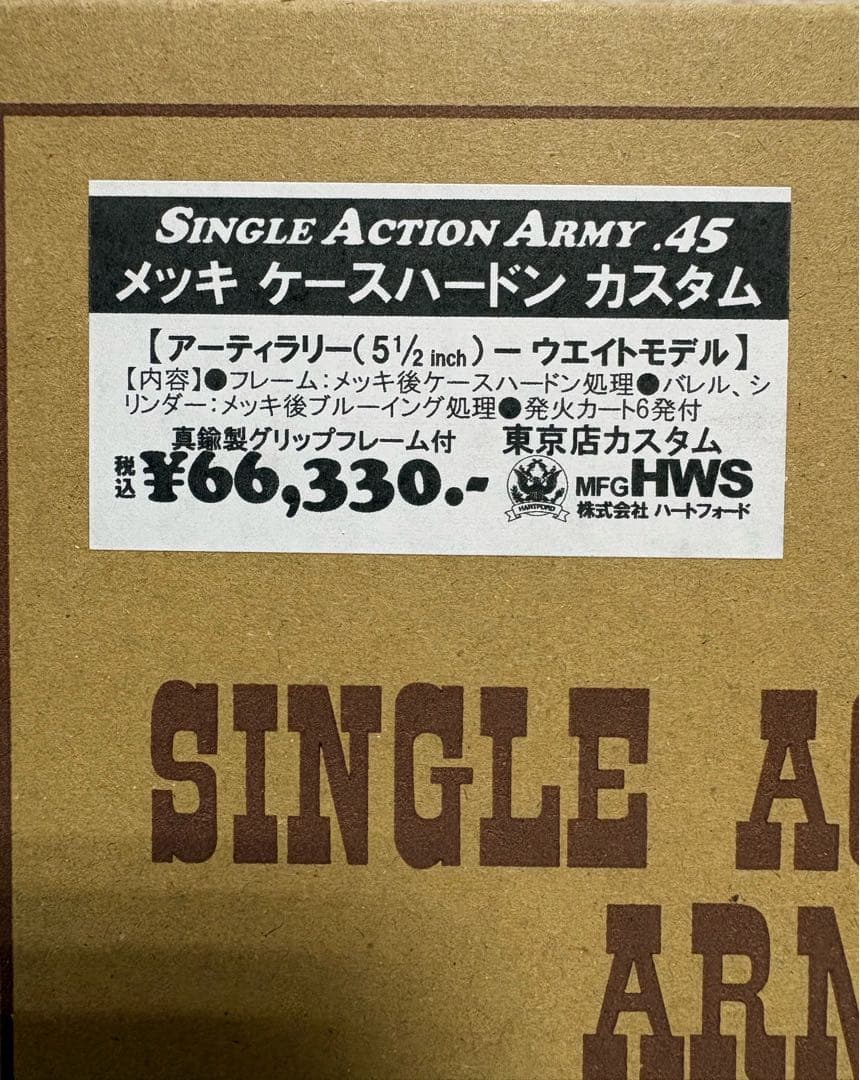 SINGLE ACTION ARMY .45
メッキ ケースハードン カスタム
【アーティラリー(5 1/2 inch)ー ウエイトモデル】
【内容】●フレーム:メッキ後ケースハードン処理●バレル、シ
リンダー:メッキ後ブルーイング処理●発火カート6発付
真鍮製グリップフレーム付 東京店カスタム
税込 ¥66,330.-
HARTFORD
MFG HWS
株式会社 ハートフォード
SINGLE AC
ARM